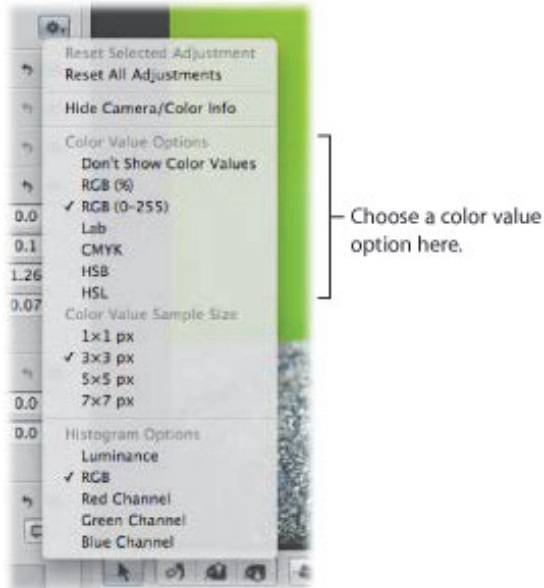 Reset Selected Adjustment
Reset All Adjustments
Hide Camera/Color Info
Color Value Options
Don't Show Color Values
RGB (%)
✓ RGB (0–255)
Lab
CMYK
HSB
HSL
Color Value Sample Size
1×1 px
✓ 3×3 px
5×5 px
7×7 px
Histogram Options
Luminance
✓ RGB
Red Channel
Green Channel
Blue Channel
0.0
0.1
1.26
0.07
0.0
0.0
Choose a color value
option here.